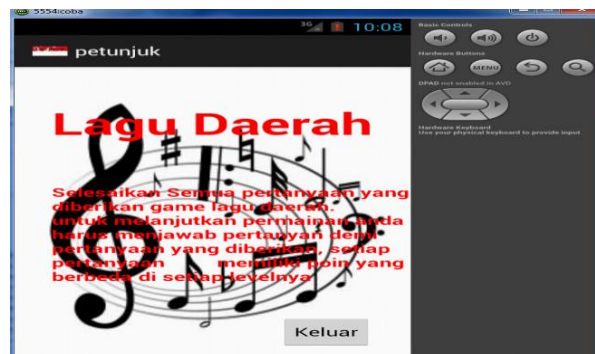 5554:coba
3G 10:08
petunjuk
Lagu Daerah
Selesaikan Semua pertanyaan yang
diberikan game lagu daerah.
untuk melanjutkan permainan anda
harus menjawab pertanyan demi
pertanyaan yang diberikan, setiap
pertanyaan memiliki poin yang
berbeda di setiap levelnya
Keluar
Basic Controls
Hardware Buttons
MENU
DPAD not enabled in AVD
Hardware Keyboard
Use your physical keyboard to provide input